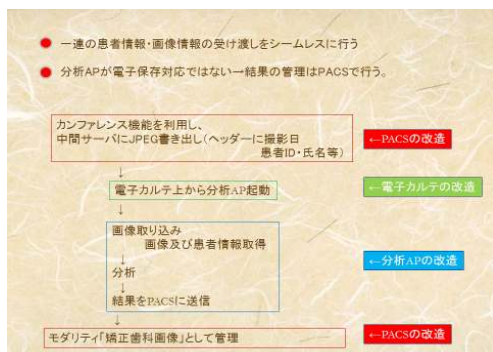 一連の患者情報・画像情報の受け渡しをシームレスに行う
分析APが電子保存対応ではない→結果の管理はPACSで行う。
カンファレンス機能を利用し、
中間サーバにJPEG書き出し(ヘッダーに撮影日
患者ID・氏名等)
←PACSの改造
↓
電子カルテ上から分析AP起動
←電子カルテの改造
↓
画像取り込み
画像及び患者情報取得
↓
分析
←分析APの改造
↓
結果をPACSに送信
↓
モダリティ「矯正歯科画像」として管理
←PACSの改造